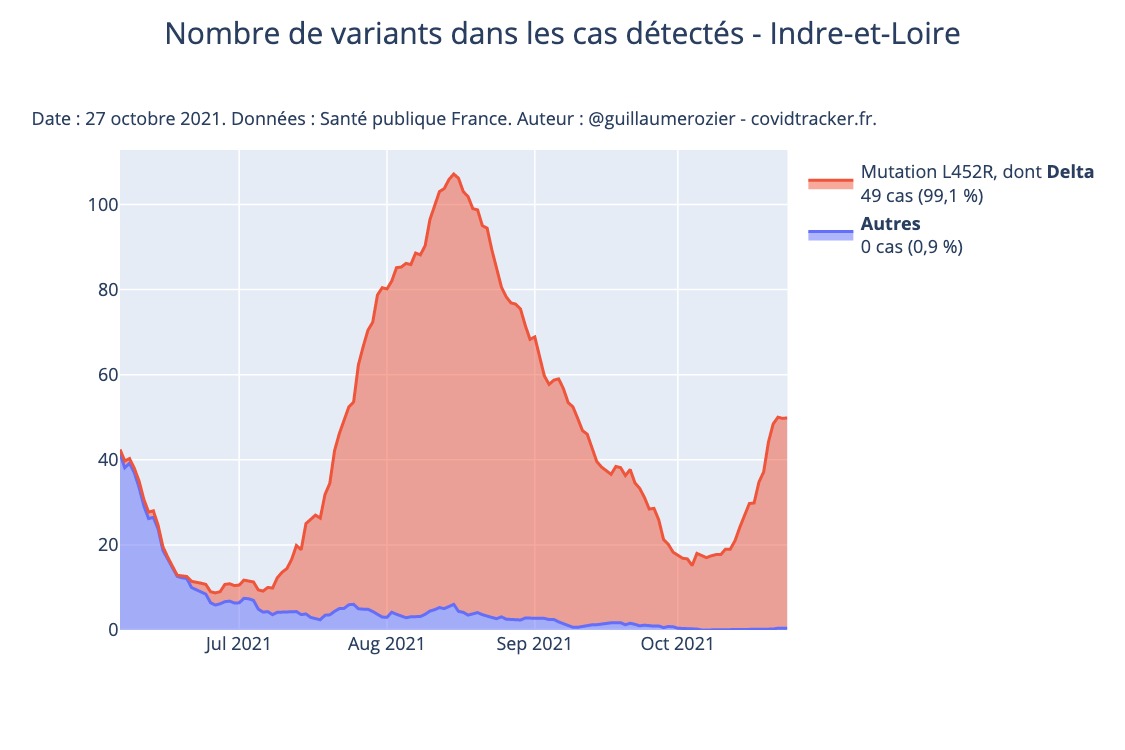 Nombre de variants dans les cas détectés - Indre-et-Loire
Date : 27 octobre 2021. Données : Santé publique France. Auteur : @guillaumerozier - covidtracker.fr.
Mutation L452R, dont Delta
49 cas (99,1 %)
Autres
0 cas (0,9 %)
100
80
60
40
20
0
Jul 2021
Aug 2021
Sep 2021
Oct 2021